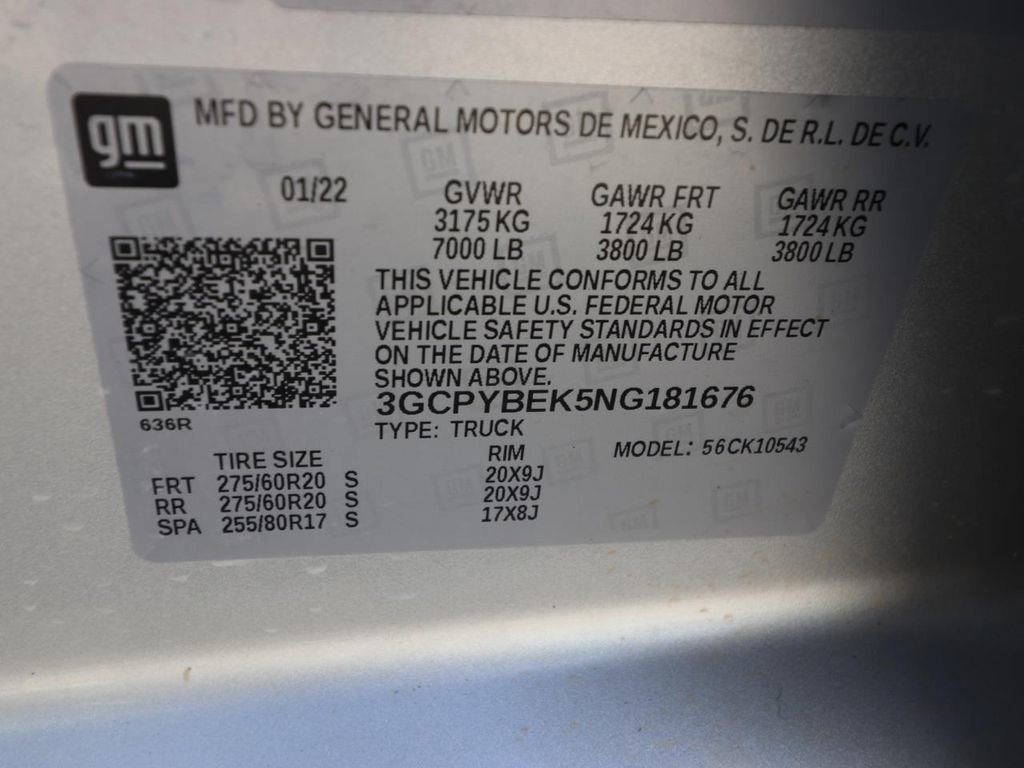 gm
MFD BY GENERAL MOTORS DE MEXICO, S. DE R.L. DE C.V.
01/22 GVWR GAWR FRT GAWR RR
3175 KG 1724 KG 1724 KG
7000 LB 3800 LB 3800 LB
THIS VEHICLE CONFORMS TO ALL
APPLICABLE U.S. FEDERAL MOTOR
VEHICLE SAFETY STANDARDS IN EFFECT
ON THE DATE OF MANUFACTURE
SHOWN ABOVE.
3GCPYBEK5NG181676
636R
TYPE: TRUCK
MODEL: 56CK10543
TIRE SIZE RIM
FRT 275/60R20 S 20X9J
RR 275/60R20 S 20X9J
SPA 255/80R17 S 17X8J